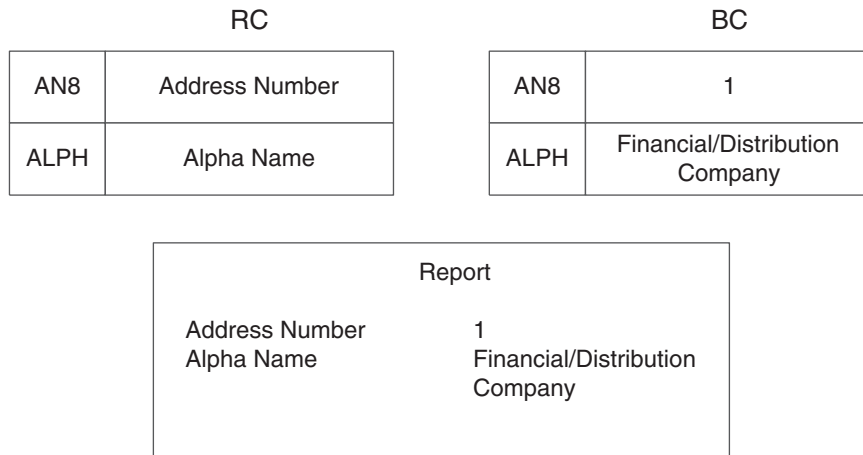 RC
AN8 Address Number
ALPH Alpha Name
BC
AN8 1
ALPH Financial/Distribution
Company
Report
Address Number 1
Alpha Name Financial/Distribution
Company